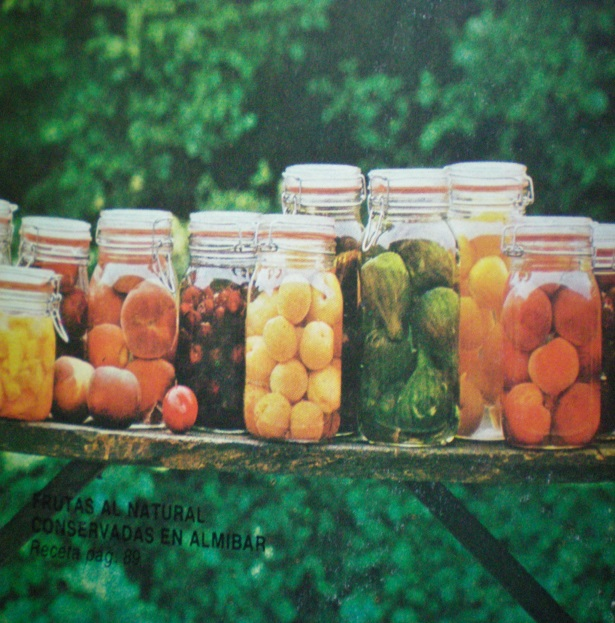 FRUTAS AL NATURAL
CONSERVADAS EN ALMIBAR
Receta pág. 89